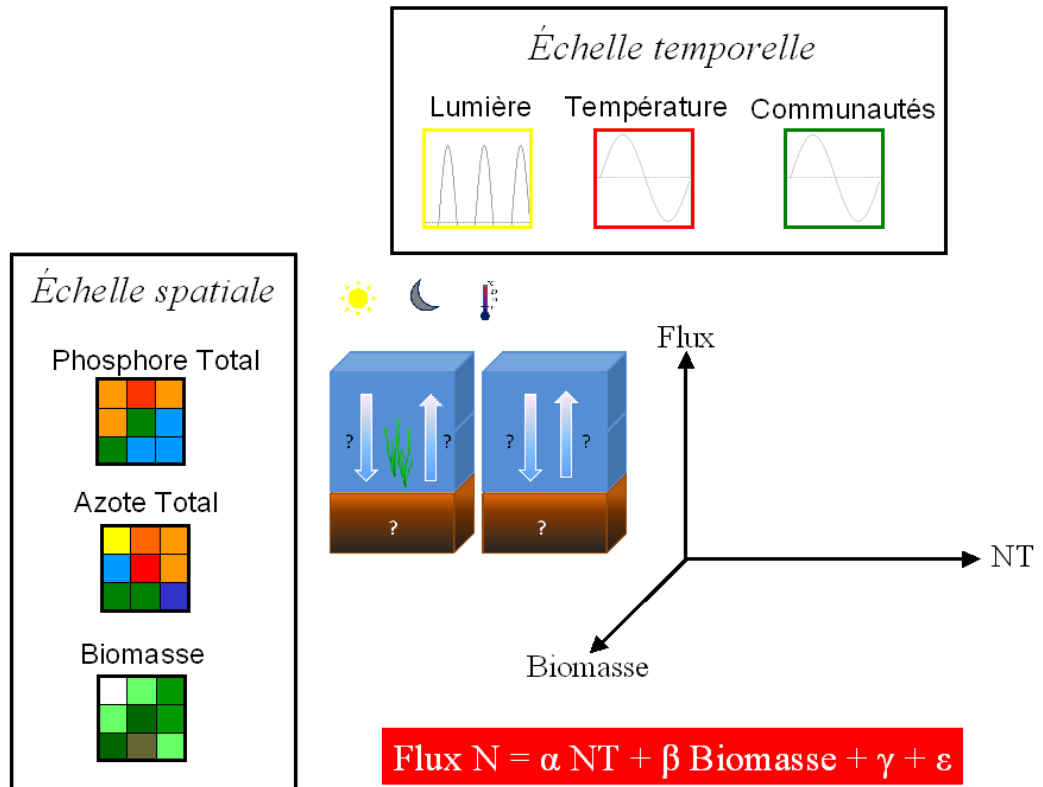 Échelle temporelle
Lumière Température Communautés
Échelle spatiale
Phosphore Total
Azote Total
Biomasse
? ? ? ?
? ?
Flux
NT
Biomasse
Flux N = α NT + β Biomasse + γ + ε